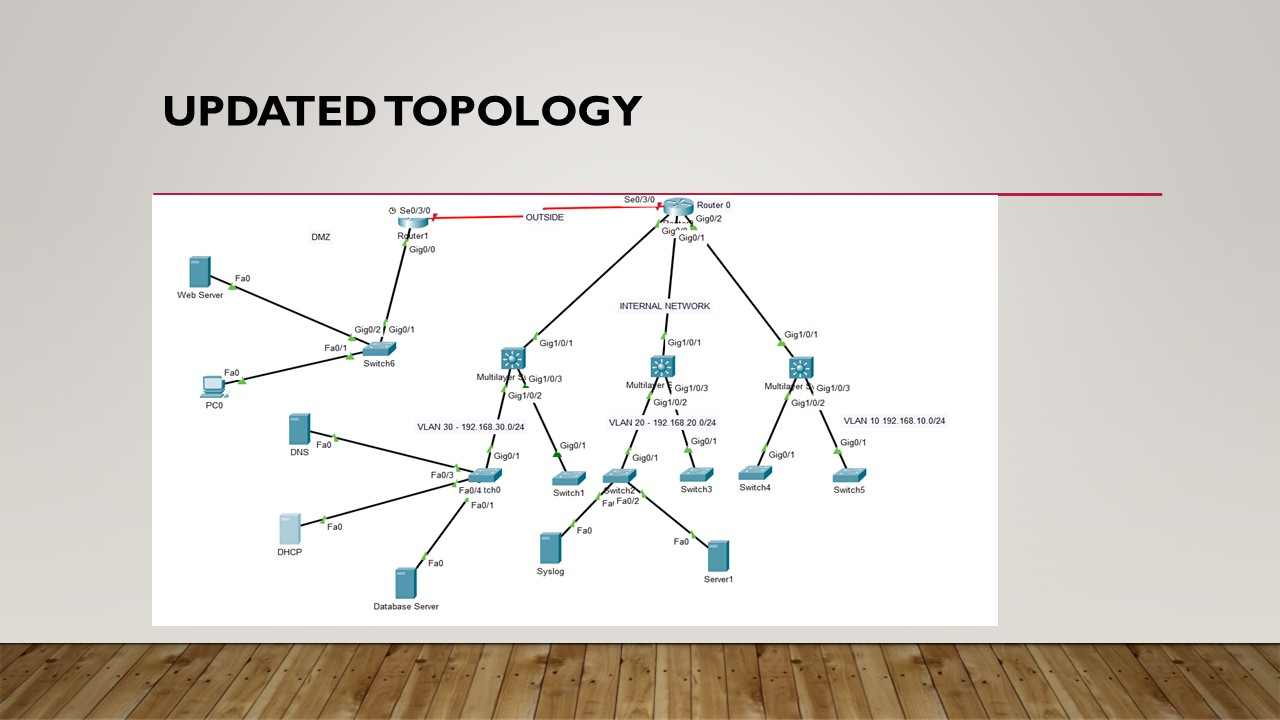 UPDATED TOPOLOGY
Se0/3/0
Router 0
Se0/3/0
Gig0/2
OUTSIDE
Router1
Gig0/1
DMZ
Gig0/0
Fa0
Web Server
INTERNAL NETWORK
Gig0/2
Gig0/1
Gig1/0/1
Gig1/0/1
Gig1/0/1
Fa0/1
Switch6
Fa0
PC0
Gig1/0/3
Gig1/0/3
Gig1/0/3
Gig1/0/2
Gig1/0/2
Gig1/0/2
VLAN 30 - 192.168.30.0/24
VLAN 20 - 192.168.20.0/24
VLAN 10 192.168.10.0/24
Fa0
DNS
Gig0/1
Gig0/1
Gig0/1
Gig0/1
Gig0/1
Gig0/1
Fa0/3
Fa0/4
Switch1
Switch2
Switch3
Switch4
Switch5
Fa0/1
Fa0/2
Fa0
DHCP
Fa0
Syslog
Fa0
Server1
Fa0
Database Server